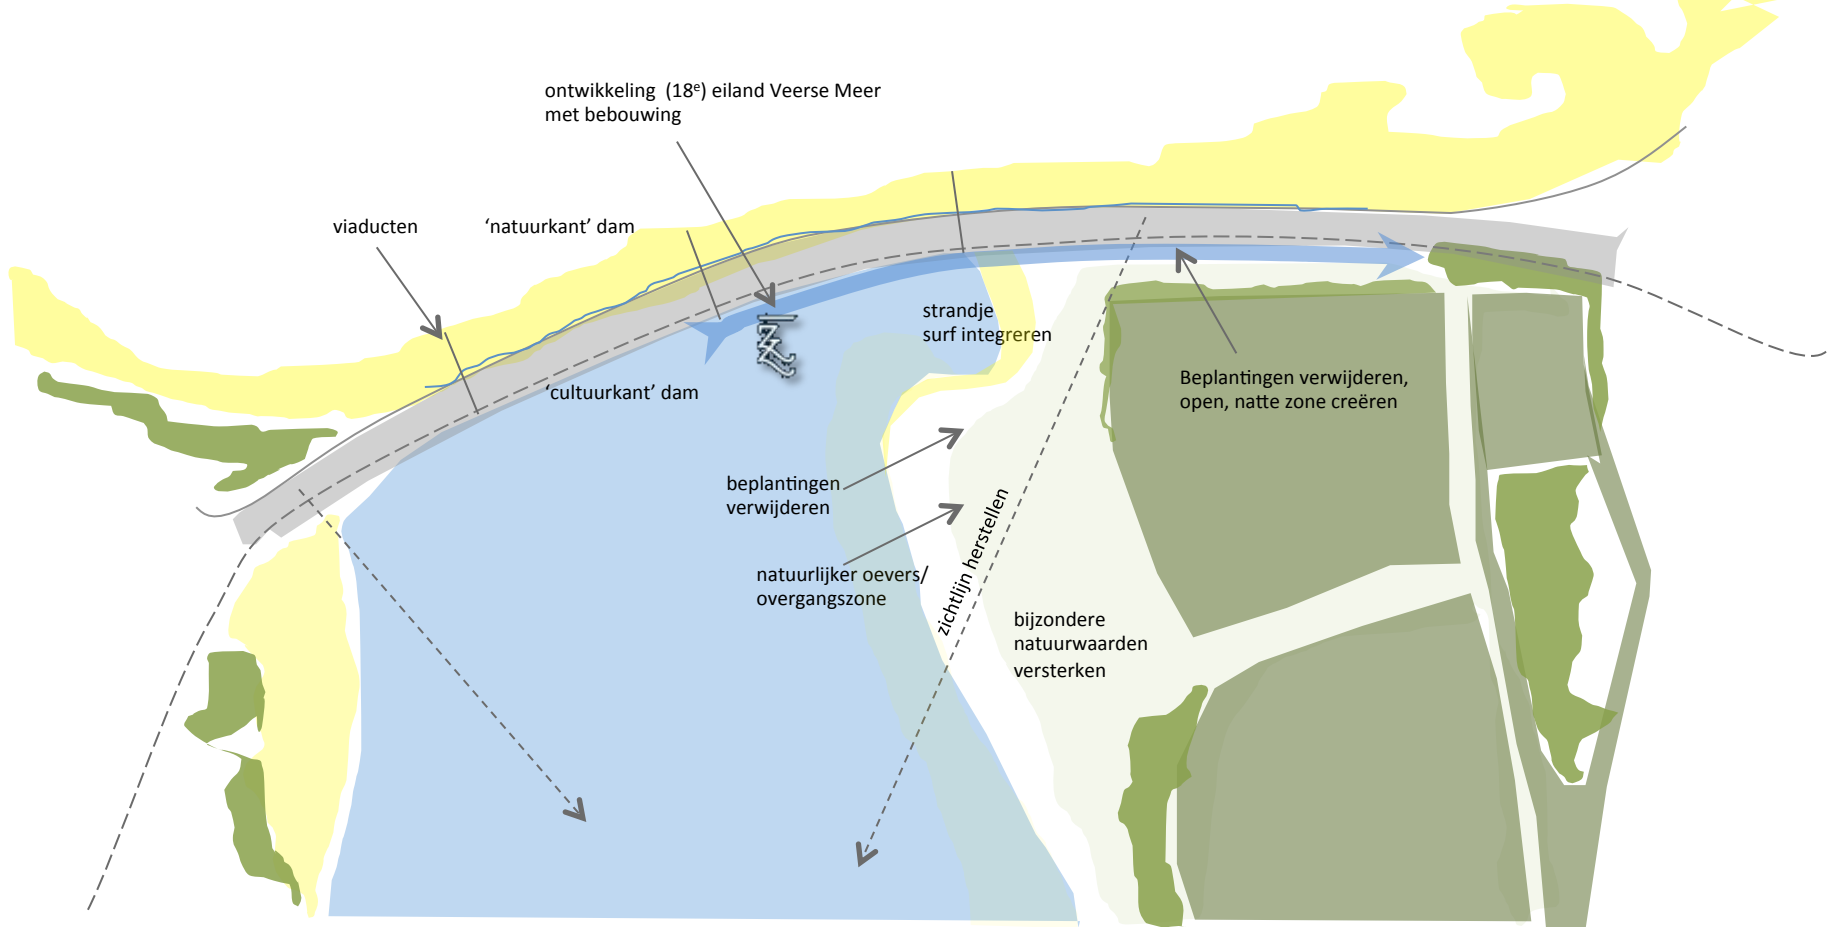 ontwikkeling (18e) eiland Veerse Meer
met bebouwing
viaducten
‘natuurkant’ dam
strandje
surf integreren
‘cultuurkant’ dam
Beplantingen verwijderen,
open, natte zone creëren
beplantingen
verwijderen
natuurlijker oevers/
overgangszone
zichtlijn herstellen
bijzondere
natuurwaarden
versterken